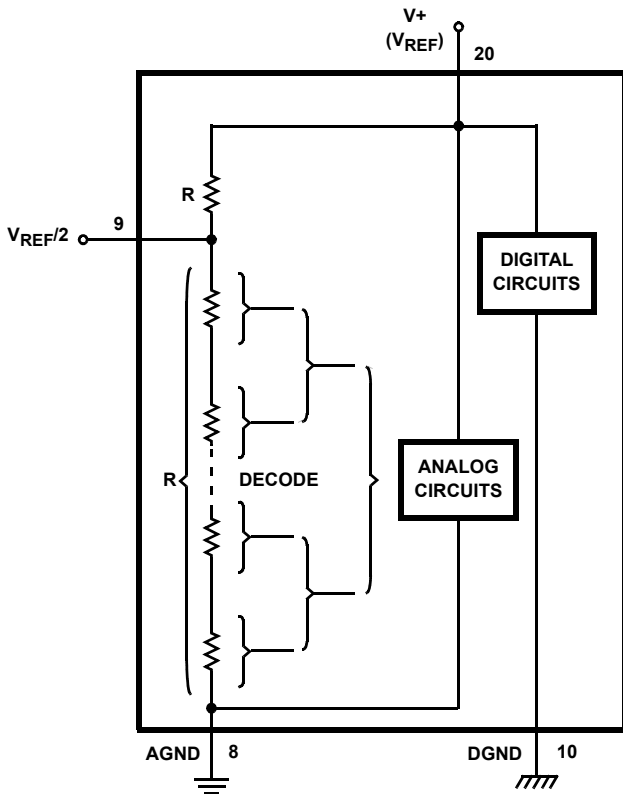 V+
(VREF)
20
R
9
VREF/2
DIGITAL
CIRCUITS
R
DECODE
ANALOG
CIRCUITS
AGND 8
DGND 10